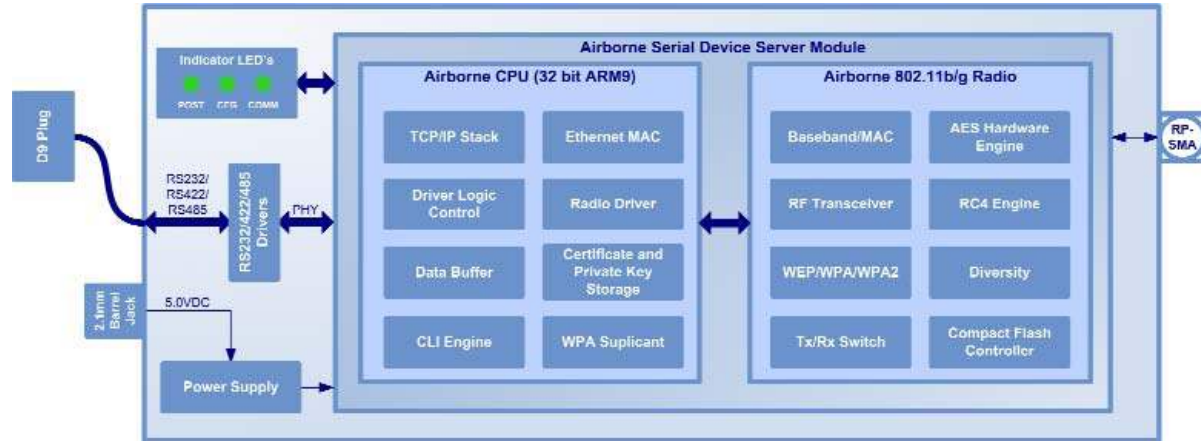 Airborne Serial Device Server Module
Indicator LED's
POST CFG COMM
D9 Plug
RS232/
RS422/
RS485
RS232/422/485
Drivers
PHY
2.1mm
Barrel
Jack
5.0VDC
Power Supply
Airborne CPU (32 bit ARM9)
TCP/IP Stack
Ethernet MAC
Driver Logic
Control
Radio Driver
Data Buffer
Certificate and
Private Key
Storage
CLI Engine
WPA Suplicant
Airborne 802.11b/g Radio
Baseband/MAC
AES Hardware
Engine
RF Transceiver
RC4 Engine
WEP/WPA/WPA2
Diversity
Tx/Rx Switch
Compact Flash
Controller
RP-
SMA